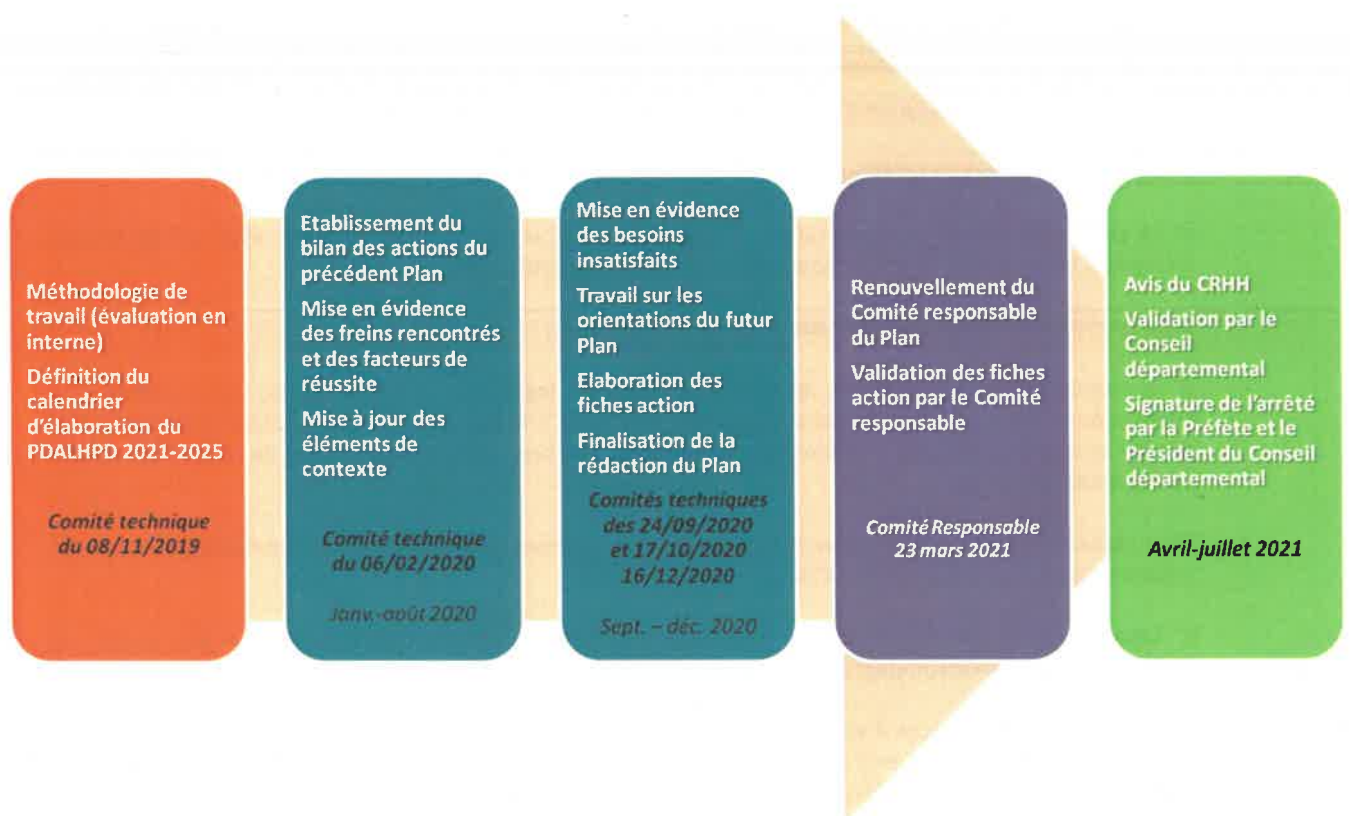 Méthodologie de
travail (évaluation en
interne)
Définition du
calendrier
d'élaboration du
PDALHPD 2021-2025
Comité technique
du 08/11/2019
Etablissement du
bilan des actions du
précédent Plan
Mise en évidence
des freins rencontrés
et des facteurs de
réussite
Mise à jour des
éléments de
contexte
Comité technique
du 06/02/2020
Janv.-août 2020
Mise en évidence
des besoins
insatisfaits
Travail sur les
orientations du futur
Plan
Elaboration des
fiches action
Finalisation de la
rédaction du Plan
Comités techniques
des 24/09/2020
et 17/10/2020
16/12/2020
Sept. – déc. 2020
Renouvellement du
Comité responsable
du Plan
Validation des fiches
action par le Comité
responsable
Comité Responsable
23 mars 2021
Avis du CRHH
Validation par le
Conseil
départemental
Signature de l'arrêté
par la Préfète et le
Président du Conseil
départemental
Avril-juillet 2021